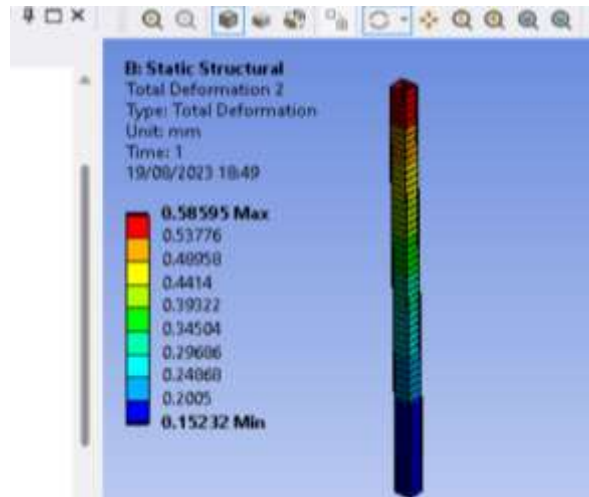 B: Static Structural
Total Deformation 2
Type: Total Deformation
Unit: mm
Time: 1
19/08/2023 18:49
0.58595 Max
0.53776
0.48958
0.4414
0.39322
0.34504
0.29686
0.24868
0.2005
0.15232 Min